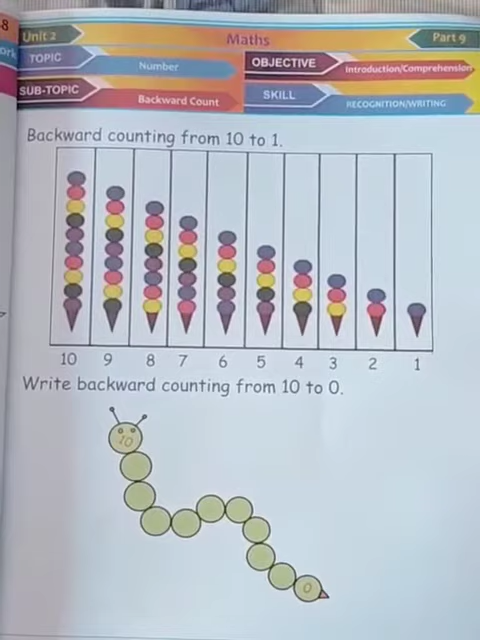 8
Unit 2
Maths
Part 9
TOPIC
Number
OBJECTIVE
Introduction/Comprehension
SUB-TOPIC
Backward Count
SKILL
RECOGNITION/WRITING
Backward counting from 10 to 1.
10 9 8 7 6 5 4 3 2 1
Write backward counting from 10 to 0.
10
0